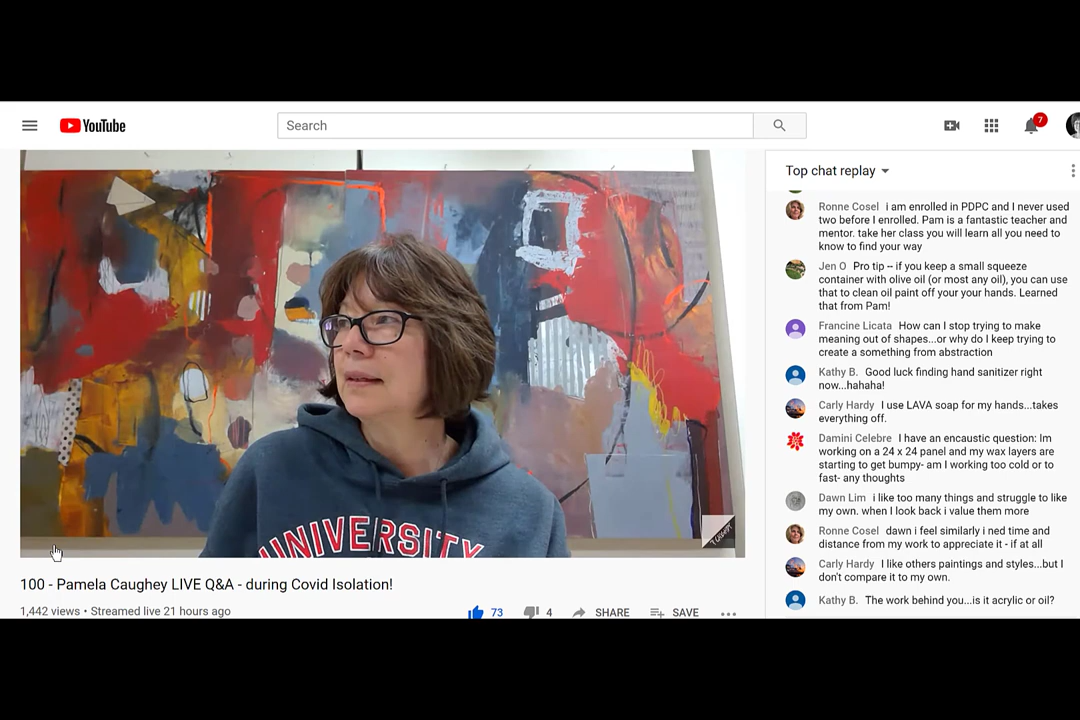 YouTube
Search
7
Top chat replay
Ronne Cosel i am enrolled in PDPC and I never used
two before I enrolled. Pam is a fantastic teacher and
mentor. take her class you will learn all you need to
know to find your way
Jen O Pro tip -- if you keep a small squeeze
container with olive oil (or most any oil), you can use
that to clean oil paint off your your hands. Learned
that from Pam!
Francine Licata How can I stop trying to make
meaning out of shapes...or why do I keep trying to
create a something from abstraction
Kathy B. Good luck finding hand sanitizer right
now...hahaha!
Carly Hardy I use LAVA soap for my hands...takes
everything off.
Damini Celebre I have an encaustic question: Im
working on a 24 x 24 panel and my wax layers are
starting to get bumpy- am I working too cold or to
fast- any thoughts
Dawn Lim i like too many things and struggle to like
my own. when I look back i value them more
Ronne Cosel dawn i feel similarly i ned time and
distance from my work to appreciate it - if at all
Carly Hardy I like others paintings and styles...but I
don't compare it to my own.
Kathy B. The work behind you...is it acrylic or oil?
UNIVERSITY
100 - Pamela Caughey LIVE Q&A - during Covid Isolation!
1,442 views • Streamed live 21 hours ago
73
4
SHARE
SAVE